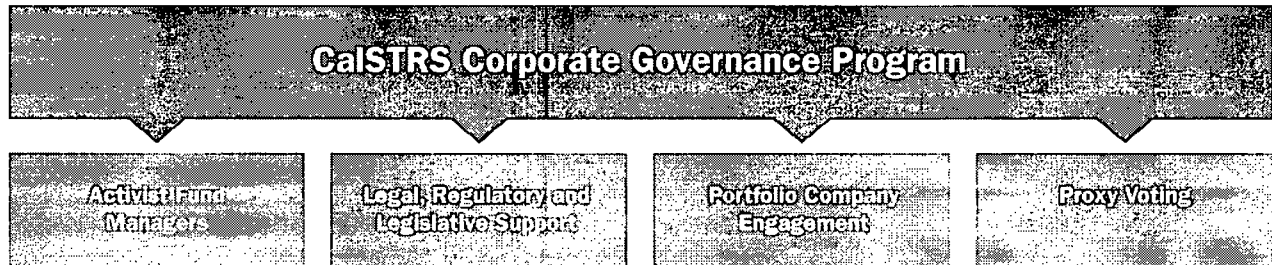 CalSTRS Corporate Governance Program
Activist Fund
Managers
Legal, Regulatory and
Legislative Support
Portfolio Company
Engagement
Proxy Voting